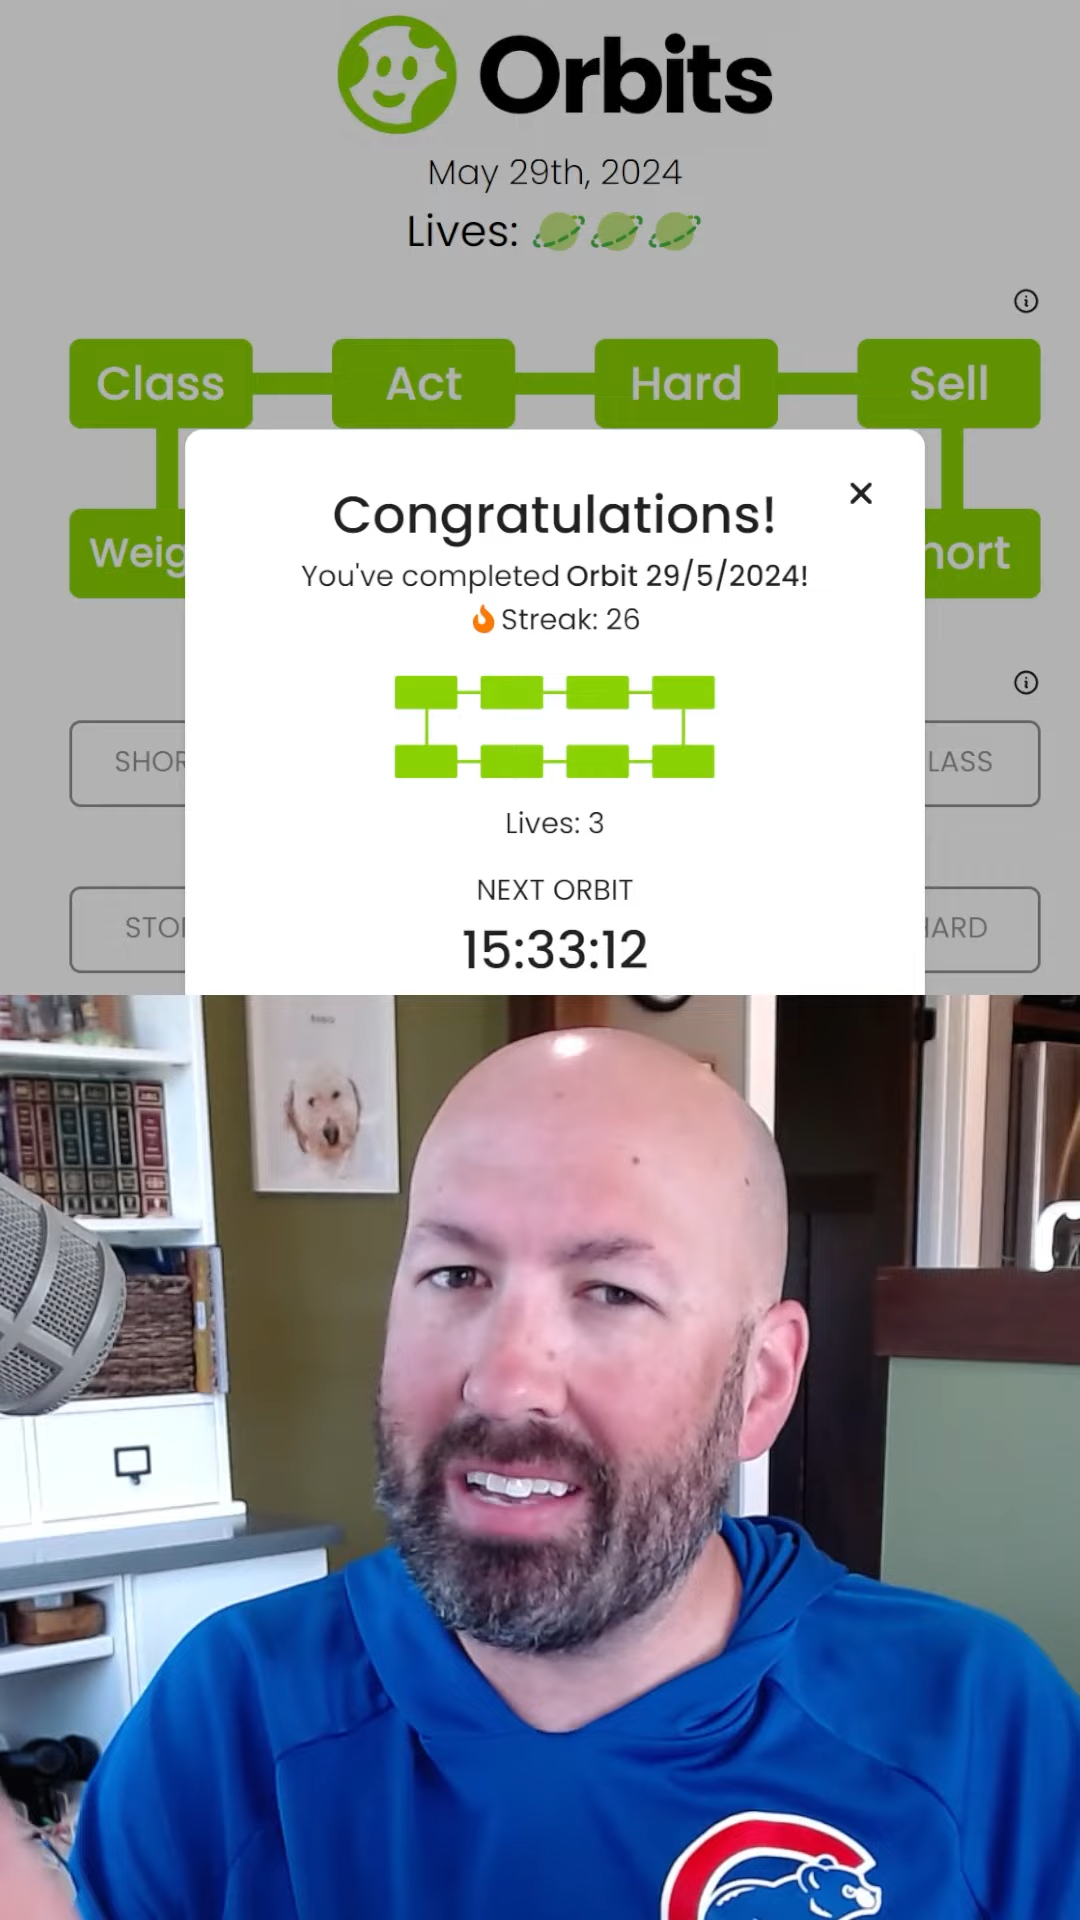 Orbits
May 29th, 2024
Lives:
Class Act Hard Sell
Weig hort
Congratulations!
You've completed Orbit 29/5/2024!
Streak: 26
SHOR LASS
Lives: 3
NEXT ORBIT
STO HARD
15:33:12